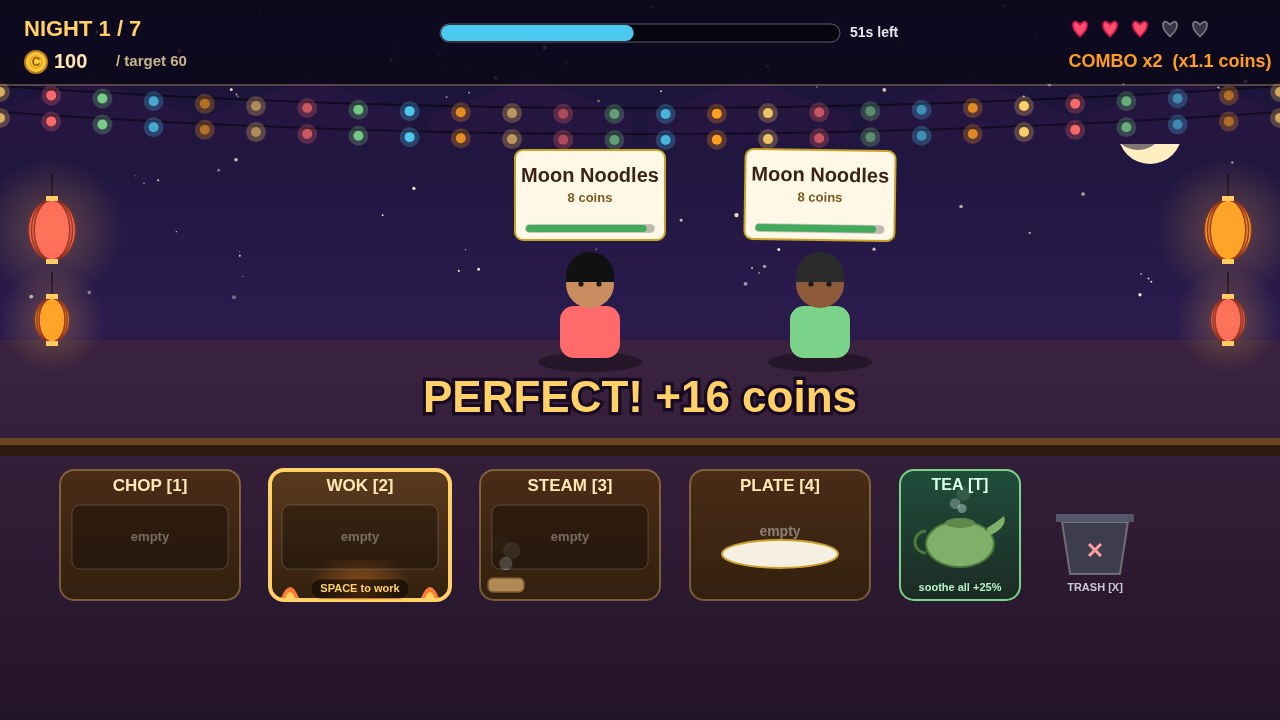 NIGHT 1 / 7
C 100 / target 60
51s left
COMBO x2 (x1.1 coins)
Moon Noodles
8 coins
Moon Noodles
8 coins
PERFECT! +16 coins
CHOP [1]
empty
WOK [2]
empty
SPACE to work
STEAM [3]
empty
PLATE [4]
empty
TEA [T]
soothe all +25%
TRASH [X]